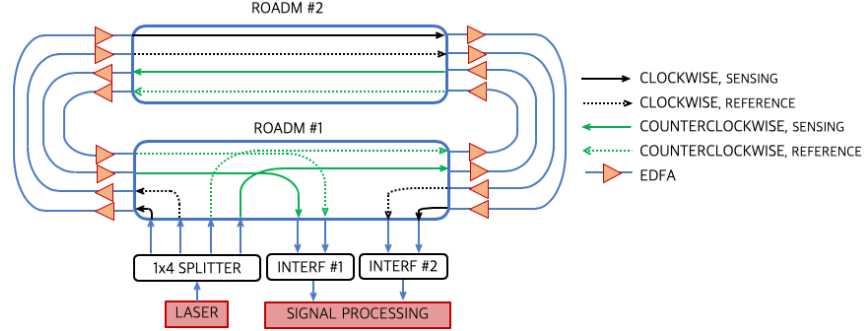 ROADM #2
CLOCKWISE, SENSING
CLOCKWISE, REFERENCE
COUNTERCLOCKWISE, SENSING
COUNTERCLOCKWISE, REFERENCE
EDFA
ROADM #1
1x4 SPLITTER
INTERF #1
INTERF #2
LASER
SIGNAL PROCESSING